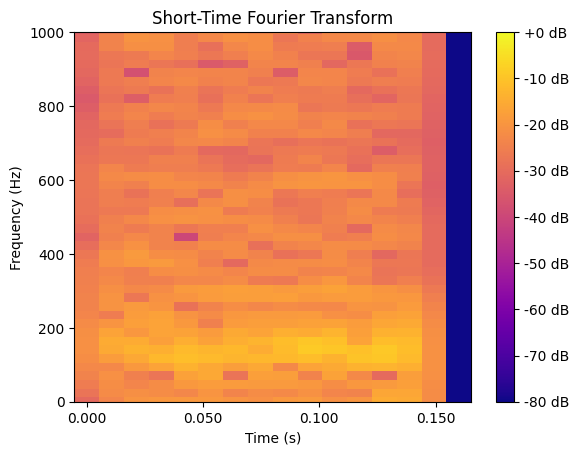 Short-Time Fourier Transform
1000
800
600
400
200
0
Frequency (Hz)
0.000
0.050
0.100
0.150
Time (s)
+0 dB
-10 dB
-20 dB
-30 dB
-40 dB
-50 dB
-60 dB
-70 dB
-80 dB